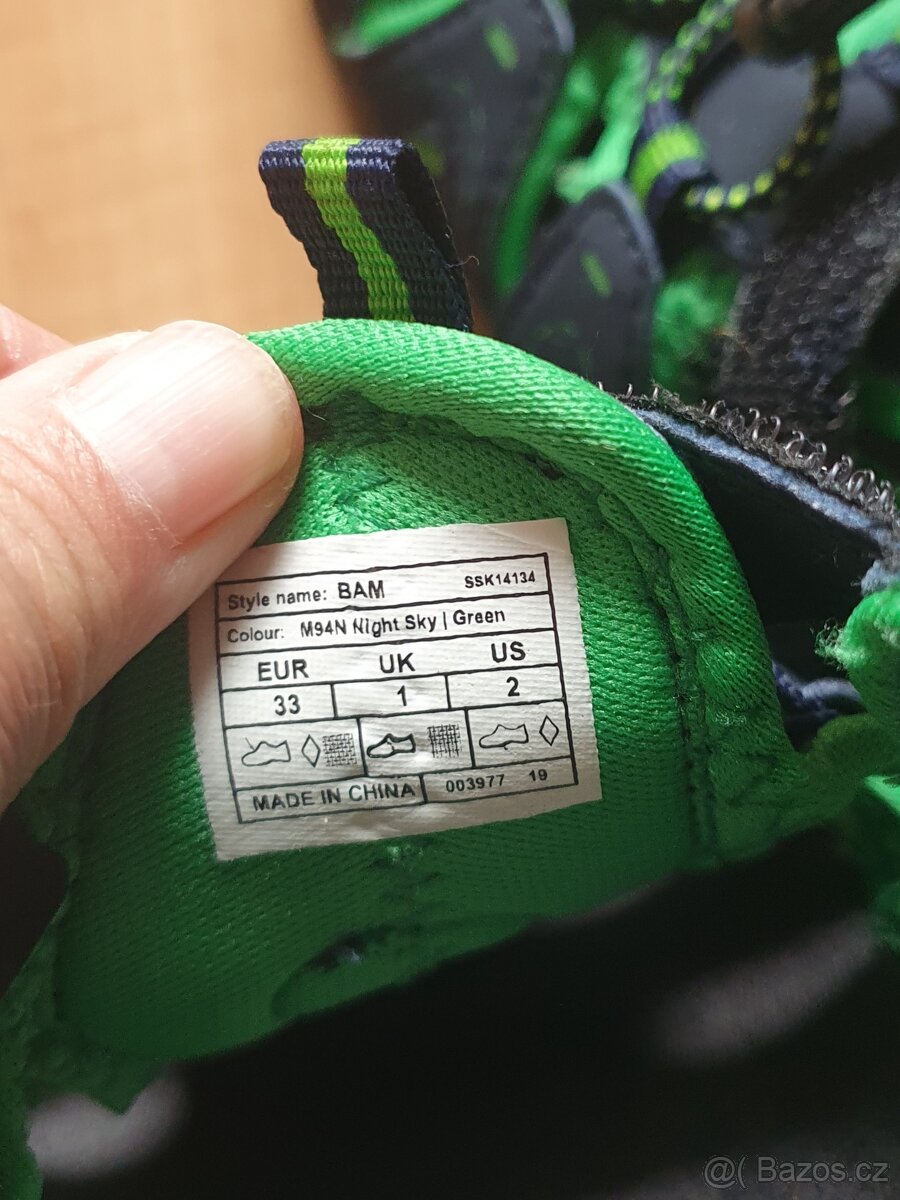 Style name: BAM SSK14134
Colour: M94N Night Sky | Green
EUR UK US
33 1 2
MADE IN CHINA 003977 19
@( Bazos.cz